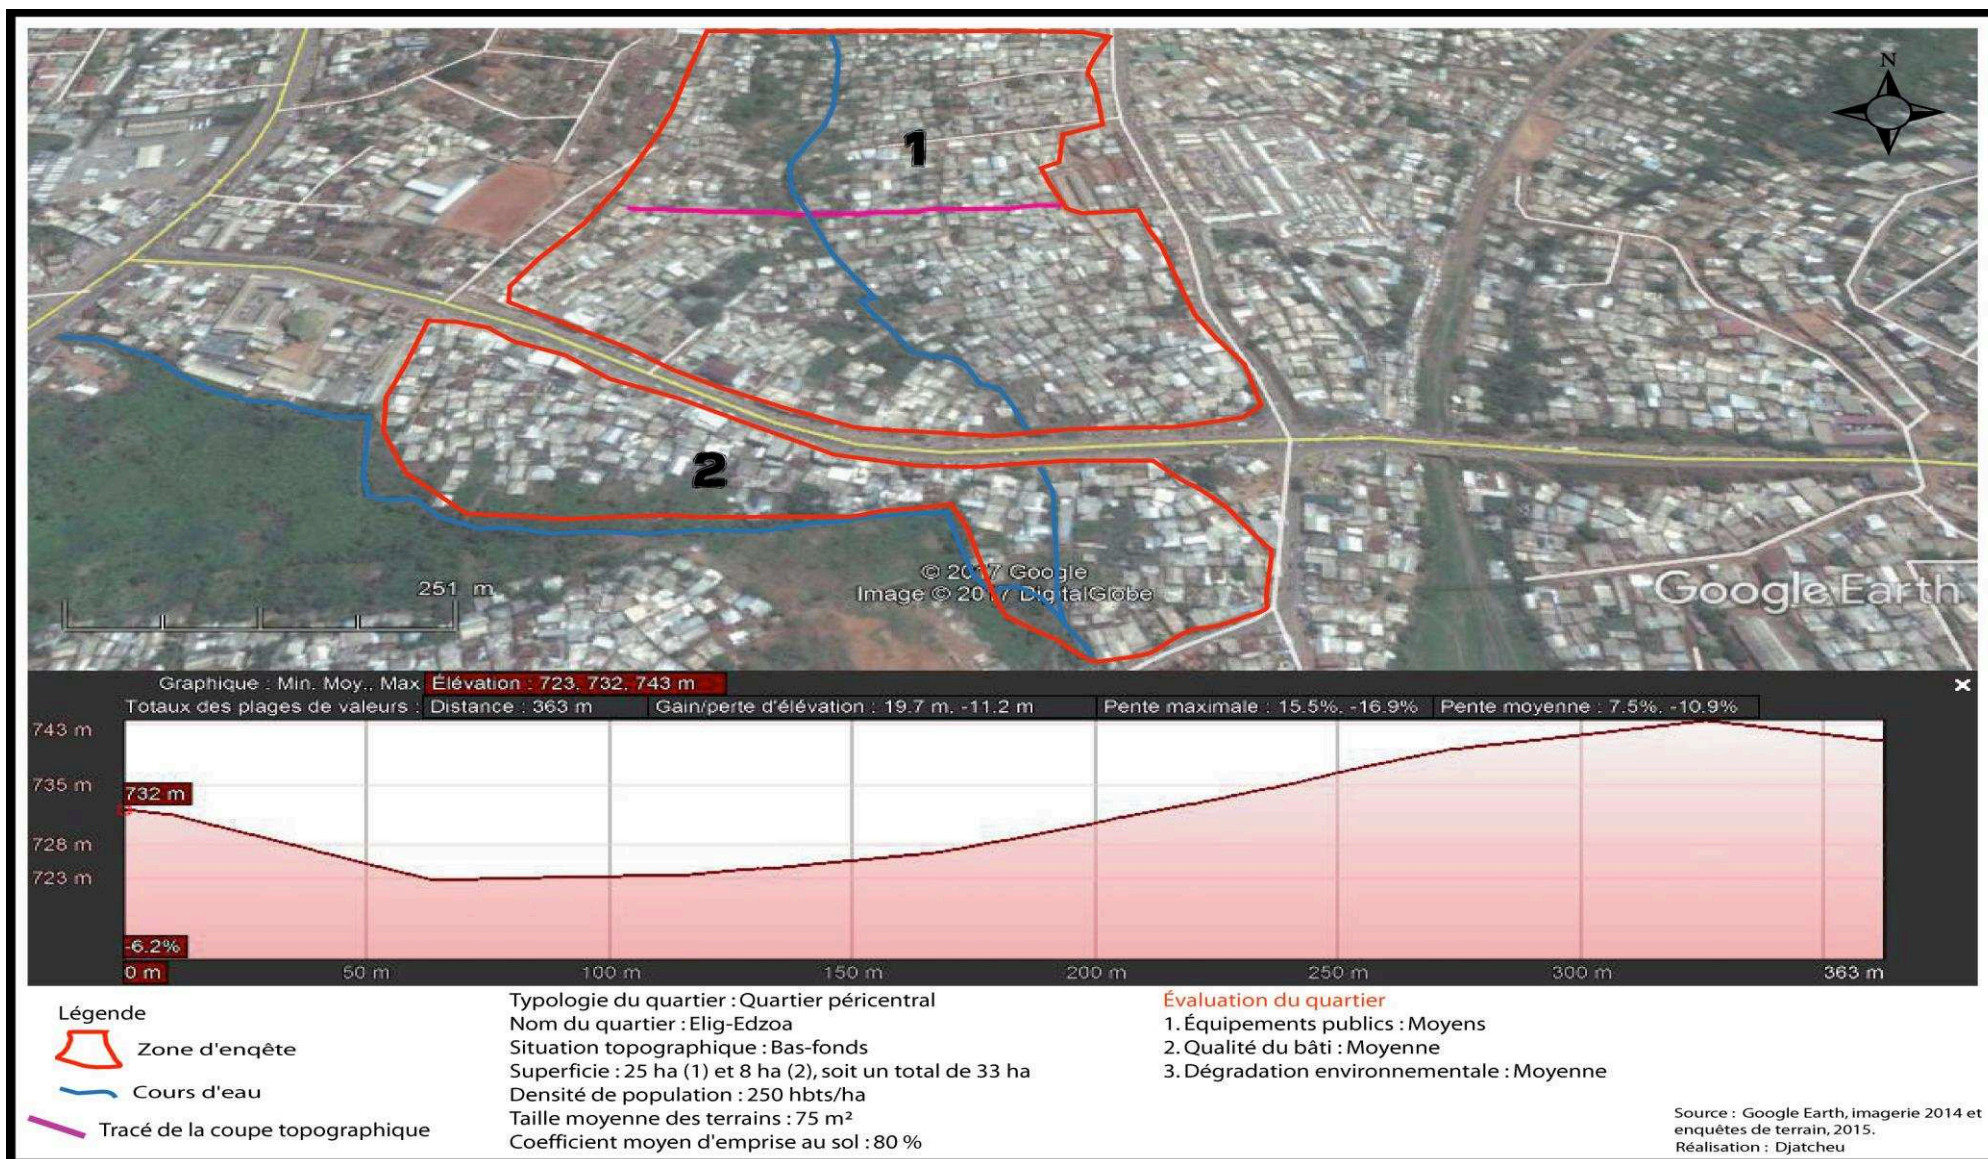 N
1
2
251 m
© 2017 Google
Image © 2017 DigitalGlobe
Google Earth
Graphique : Min. Moy., Max Élévation : 723, 732, 743 m
Totaux des plages de valeurs : Distance : 363 m Gain/perte d'élévation : 19.7 m, -11.2 m Pente maximale : 15.5%, -16.9% Pente moyenne : 7.5%, -10.9%
743 m
735 m
732 m
728 m
723 m
-6.2%
0 m 50 m 100 m 150 m 200 m 250 m 300 m 363 m
Légende
Zone d'enqête
Cours d'eau
Tracé de la coupe topographique
Typologie du quartier : Quartier péricentral
Nom du quartier : Elig-Edzoa
Situation topographique : Bas-fonds
Superficie : 25 ha (1) et 8 ha (2), soit un total de 33 ha
Densité de population : 250 hbts/ha
Taille moyenne des terrains : 75 m²
Coefficient moyen d'emprise au sol : 80 %
Évaluation du quartier
1. Équipements publics : Moyens
2. Qualité du bâti : Moyenne
3. Dégradation environnementale : Moyenne
Source : Google Earth, imagerie 2014 et
enquêtes de terrain, 2015.
Réalisation : Djatcheu